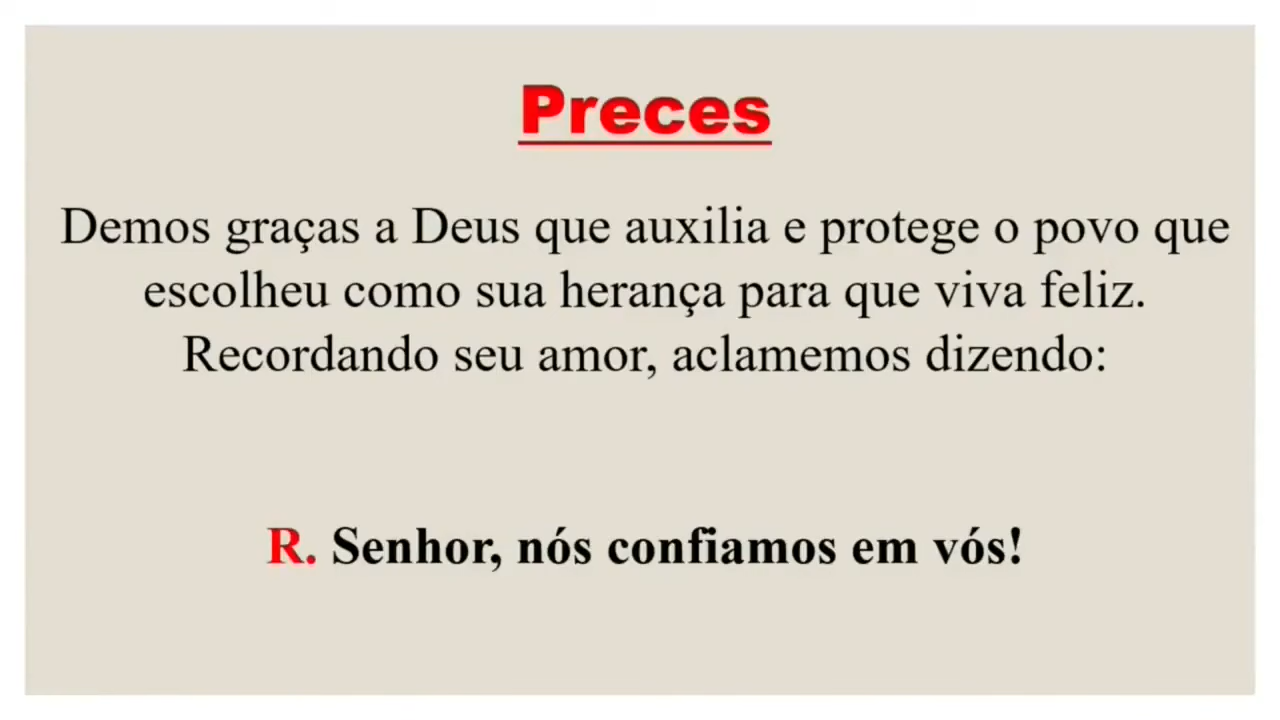 Preces
Demos graças a Deus que auxilia e protege o povo que
escolheu como sua herança para que viva feliz.
Recordando seu amor, aclamemos dizendo:
R. Senhor, nós confiamos em vós!